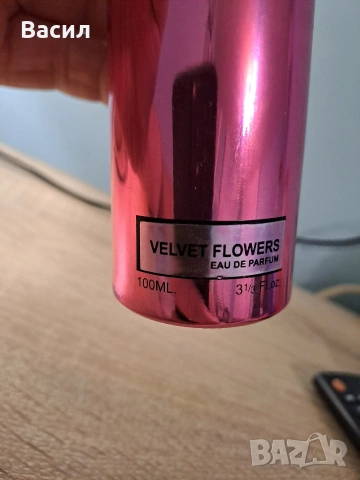 Васил
VELVET FLOWERS
EAU DE PARFUM
100ML. 3 1/3 Fl.oz.
BAZAR